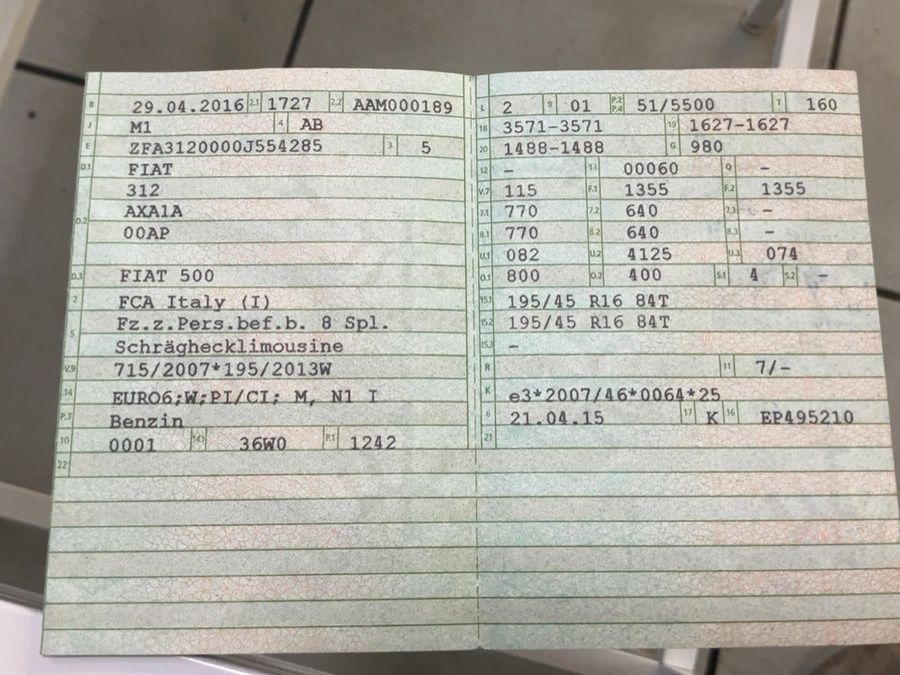 B 29.04.2016 2.1 1727 2.2 AAM000189
J M1 4 AB
E ZFA3120000J554285 3 5
D.1 FIAT
312
D.2 AXA1A
00AP
D.3 FIAT 500
2 FCA Italy (I)
5 Fz.z.Pers.bef.b. 8 Spl.
Schräghecklimousine
V.9 715/2007*195/2013W
14 EURO6;W;PI/CI; M, N1 I
P.3 Benzin
10 0001 14.1 36W0 P.1 1242
22
L 2 9 01 P.2 P.4 51/5500 T 160
18 3571-3571 19 1627-1627
20 1488-1488 G 980
12 - 13 00060 Q -
V.7 115 F.1 1355 F.2 1355
7.1 770 7.2 640 7.3 -
8.1 770 8.2 640 8.3 -
U.1 082 U.2 4125 U.3 074
O.1 800 O.2 400 S.1 4 S.2 -
15.1 195/45 R16 84T
15.2 195/45 R16 84T
15.3 -
R 11 7/-
K e3*2007/46*0064*25
6 21.04.15 17 K 16 EP495210
21